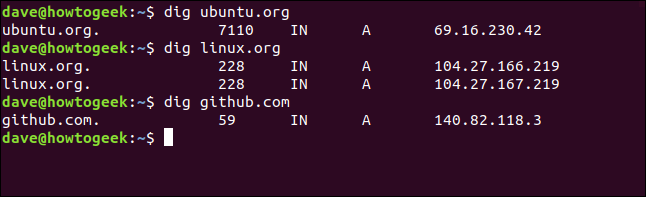 dave@howtogeek:~$ dig ubuntu.org
ubuntu.org. 7110 IN A 69.16.230.42
dave@howtogeek:~$ dig linux.org
linux.org. 228 IN A 104.27.166.219
linux.org. 228 IN A 104.27.167.219
dave@howtogeek:~$ dig github.com
github.com. 59 IN A 140.82.118.3
dave@howtogeek:~$